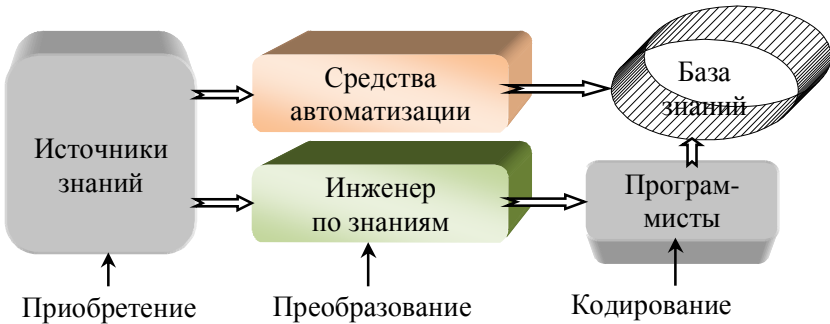 Источники
знаний
Средства
автоматизации
База
знаний
Инженер
по знаниям
Програм-
мисты
Приобретение
Преобразование
Кодирование